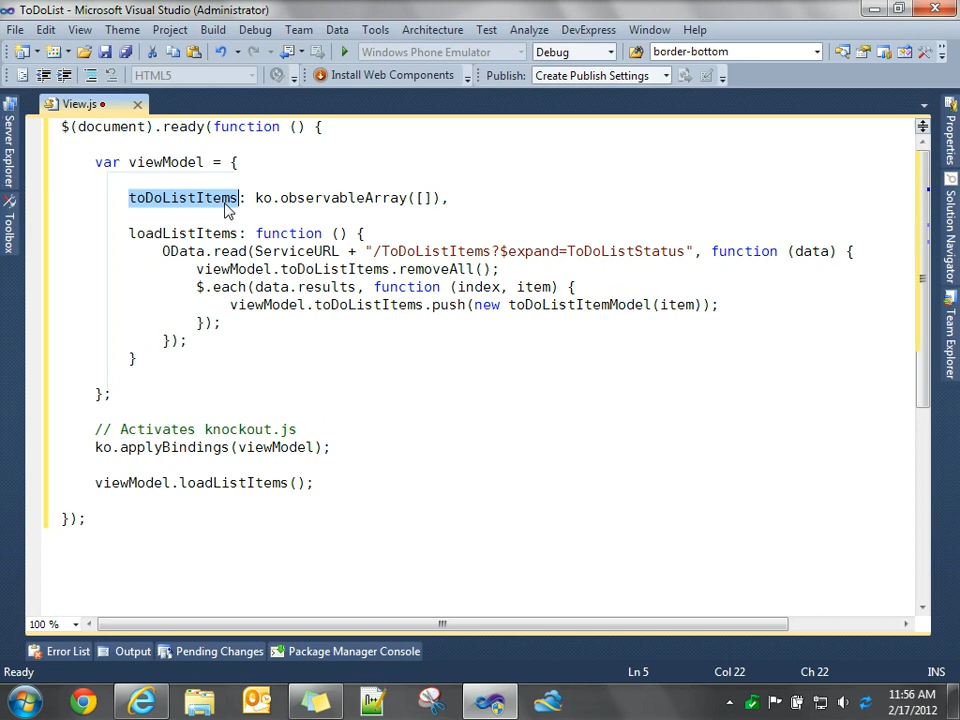 ToDoList - Microsoft Visual Studio (Administrator)
File Edit View Theme Project Build Debug Team Data Tools Architecture Test Analyze DevExpress Window Help
Windows Phone Emulator Debug border-bottom
HTML5 Install Web Components Publish: Create Publish Settings
View.js
Server Explorer
Toolbox
Properties
Solution Navigator
Team Explorer
$(document).ready(function () {
var viewModel = {
toDoListItems: ko.observableArray([]),
loadListItems: function () {
OData.read(ServiceURL + "/ToDoListItems?$expand=ToDoListStatus", function (data) {
viewModel.toDoListItems.removeAll();
$.each(data.results, function (index, item) {
viewModel.toDoListItems.push(new toDoListItemModel(item));
});
});
}
};
// Activates knockout.js
ko.applyBindings(viewModel);
viewModel.loadListItems();
});
100 %
Error List Output Pending Changes Package Manager Console
Ready Ln 5 Col 22 Ch 22 INS
11:56 AM
2/17/2012